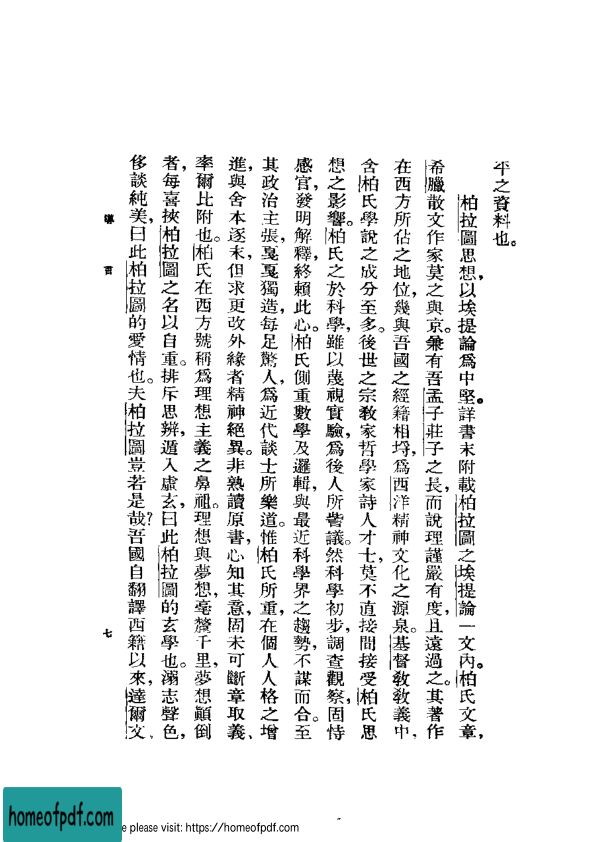 平之資料也。
柏拉圖思想，以埃提論爲中堅。詳書末附載柏拉圖之埃提論一文內。柏氏文章，
希臘散文作家莫之與京。兼有吾孟子莊子之長，而說理謹嚴有度，且遠過之。其著作
在西方所佔之地位，幾與吾國之經籍相埒，爲西洋精神文化之源泉。基督敎敎義中，
含柏氏學說之成分至多。後世之宗敎家哲學家詩人才士，莫不直接間接受柏氏思
想之影響。柏氏之於科學，雖以蔑視實驗，爲後人所訾議。然科學初步，調查觀察，固恃
感官，發明解釋，終賴此心。柏氏側重數學及邏輯，與最近科學界之趨勢，不謀而合。至
其政治主張，戛戛獨造，每足驚人，爲近代談士所樂道。惟柏氏所重，在個人人格之增
進，與舍本逐末，但求更改外緣者精神絕異。非熟讀原書，心知其意，固未可斷章取義、
率爾比附也。柏氏在西方號稱爲理想主義之鼻祖。理想與夢想，毫釐千里，夢想顚倒
者，每喜挾柏拉圖之名以自重。排斥思辨，遁入虛玄，曰此柏拉圖的玄學也。溺志聲色，
侈談純美，曰此柏拉圖的愛情也。夫柏拉圖豈若是哉？吾國自翻譯西籍以來，達爾文、
導言
七
homeofpdf.com
e please visit: https://homeofpdf.com